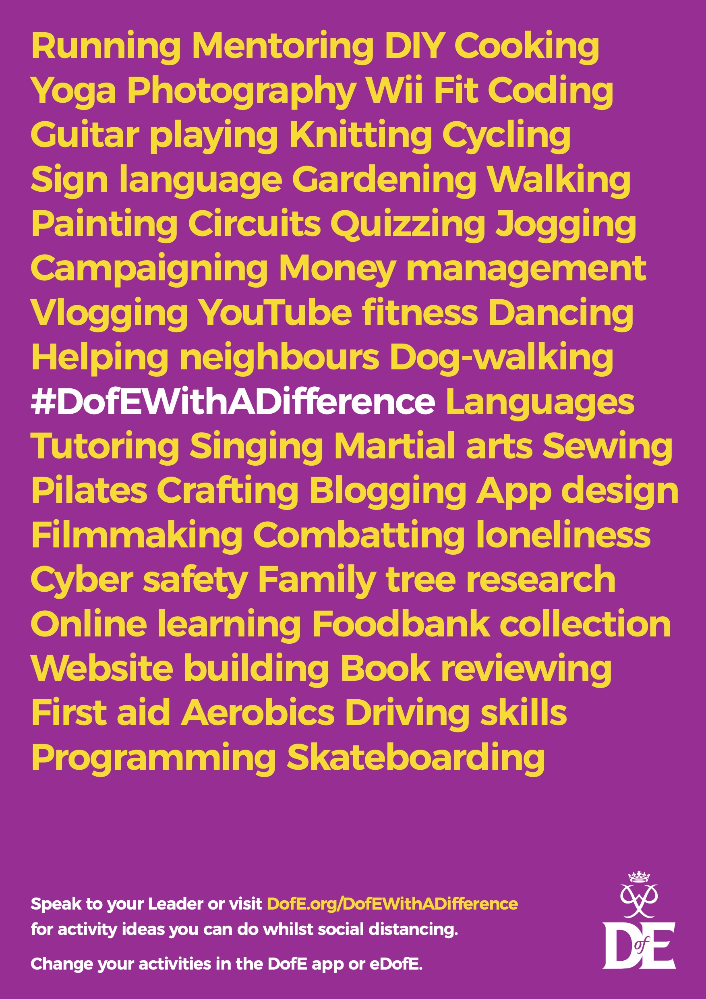 Running Mentoring DIY Cooking
Yoga Photography Wii Fit Coding
Guitar playing Knitting Cycling
Sign language Gardening Walking
Painting Circuits Quizzing Jogging
Campaigning Money management
Vlogging YouTube fitness Dancing
Helping neighbours Dog-walking
#DofEWithADifference Languages
Tutoring Singing Martial arts Sewing
Pilates Crafting Blogging App design
Filmmaking Combatting loneliness
Cyber safety Family tree research
Online learning Foodbank collection
Website building Book reviewing
First aid Aerobics Driving skills
Programming Skateboarding
Speak to your Leader or visit DofE.org/DofEWithADifference
for activity ideas you can do whilst social distancing.
Change your activities in the DofE app or eDofE.
DofE